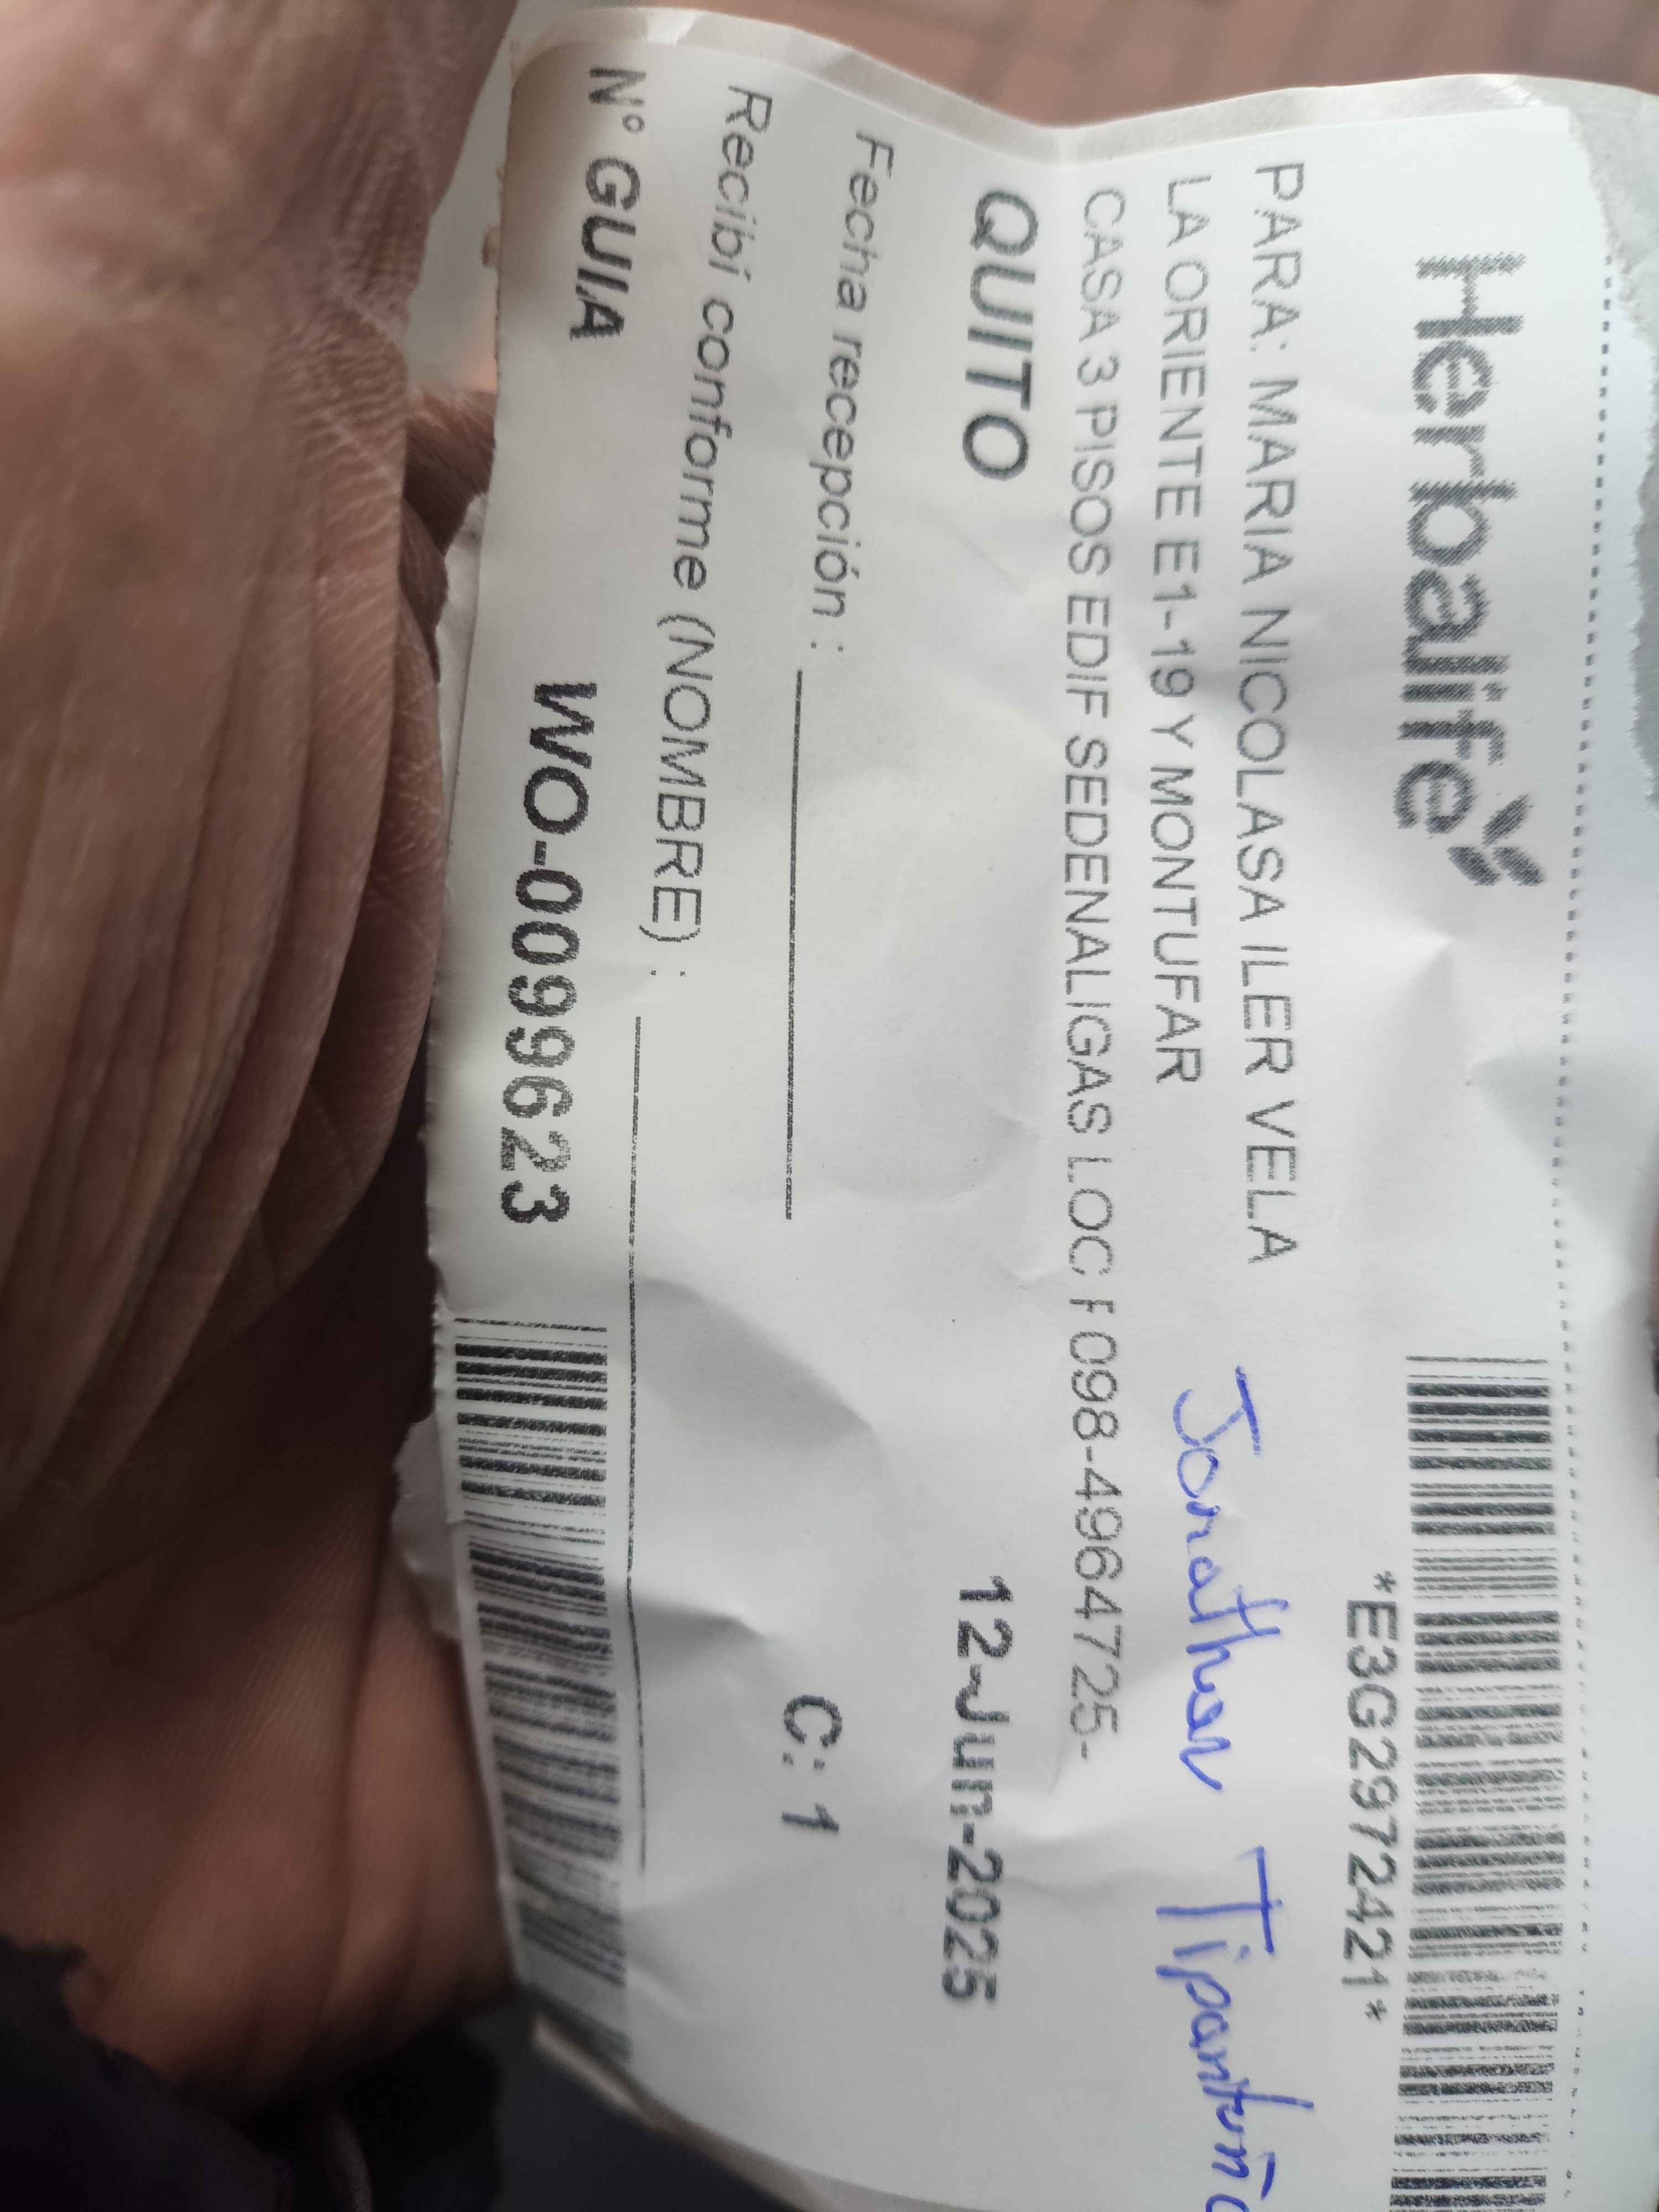 Herbalife
*E3G2972421*
PARA: MARIA NICOLASA ILER VELA
Jonathan
LA ORIENTE E1-19 Y MONTUFAR
CASA 3 PISOS EDIF SEDENALIGAS LOC F 098-4964725-
QUITO
12-Jun-2025
Fecha recepción :
C: 1
Recibí conforme (NOMBRE) :
N° GUIA WO-0099623